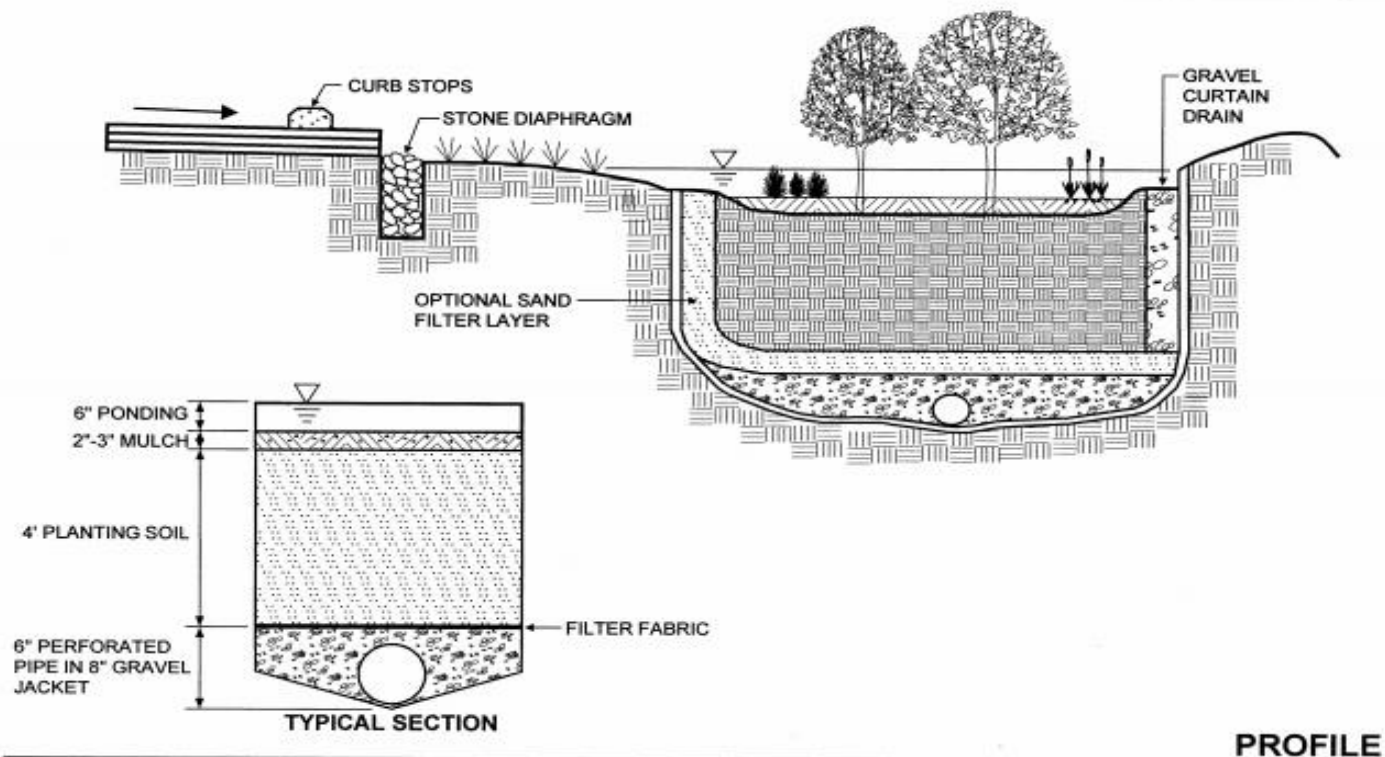 CURB STOPS
STONE DIAPHRAGM
GRAVEL
CURTAIN
DRAIN
OPTIONAL SAND
FILTER LAYER
6" PONDING
2"-3" MULCH
4' PLANTING SOIL
FILTER FABRIC
6" PERFORATED
PIPE IN 8" GRAVEL
JACKET
TYPICAL SECTION
PROFILE